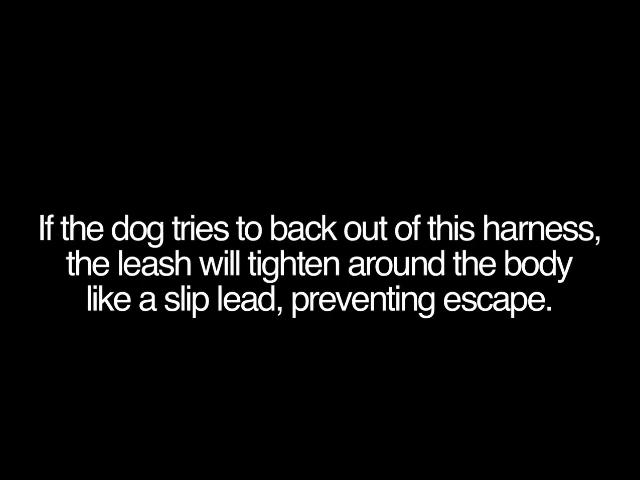 If the dog tries to back out of this harness,
the leash will tighten around the body
like a slip lead, preventing escape.